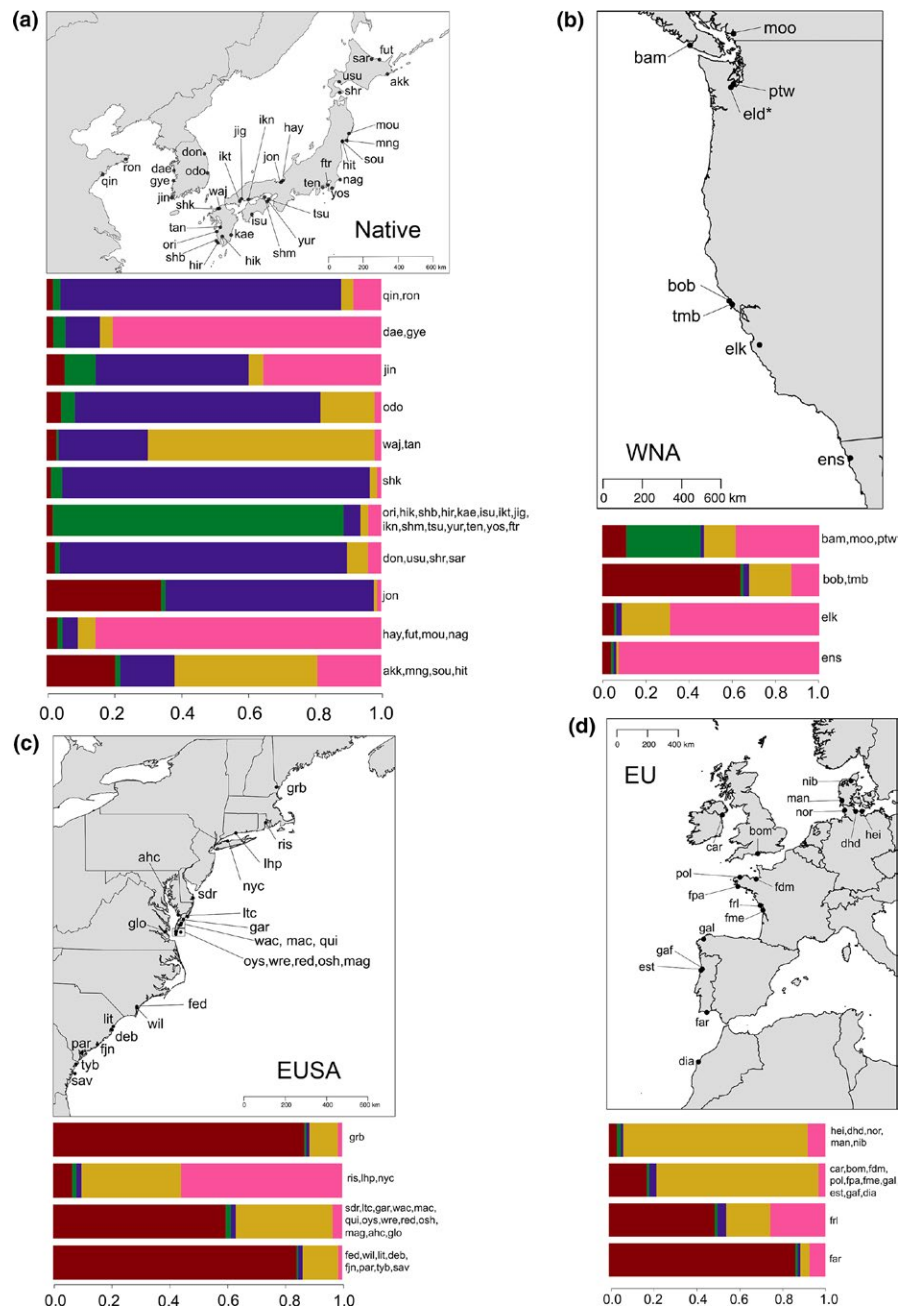 (a)
sar
fut
usu
akk
shr
ikn
hay
jig
mou
mng
don
jon
hit
sou
ron
ikt
ftr
dae
odo
nag
qin
gye
waj
ten
yos
jin
shk
tsu
isu
tan
yur
ori
kae
shm
shb
hik
hir
Native
0 200 400 600 km
qin,ron
dae,gye
jin
odo
waj,tan
shk
ori,hik,shb,hir,kae,isu,ikt,jig,
ikn,shm,tsu,yur,ten,yos,ftr
don,usu,shr,sar
jon
hay,fut,mou,nag
akk,mng,sou,hit
0.0 0.2 0.4 0.6 0.8 1.0
(b)
moo
bam
ptw
eld*
bob
tmb
elk
ens
WNA
0 200 400 600 km
bam,moo,ptw
bob,tmb
elk
ens
0.0 0.2 0.4 0.6 0.8 1.0
(c)
grb
ris
lhp
nyc
ahc
sdr
ltc
glo
gar
wac, mac, qui
oys,wre,red,osh,mag
fed
wil
lit
deb
fjn
par
tyb
sav
EUSA
0 200 400 600 km
grb
ris,lhp,nyc
sdr,ltc,gar,wac,mac,
qui,oys,wre,red,osh,
mag,ahc,glo
fed,wil,lit,deb,
fjn,par,tyb,sav
0.0 0.2 0.4 0.6 0.8 1.0
(d)
0 200 400 km
EU
nib
man
nor
hei
dhd
car
bom
pol
fdm
fpa
frl
fme
gal
gaf
est
far
dia
hei,dhd,nor,
man,nib
car,bom,fdm,
pol,fpa,fme,gal
est,gaf,dia
frl
far
0.0 0.2 0.4 0.6 0.8 1.0